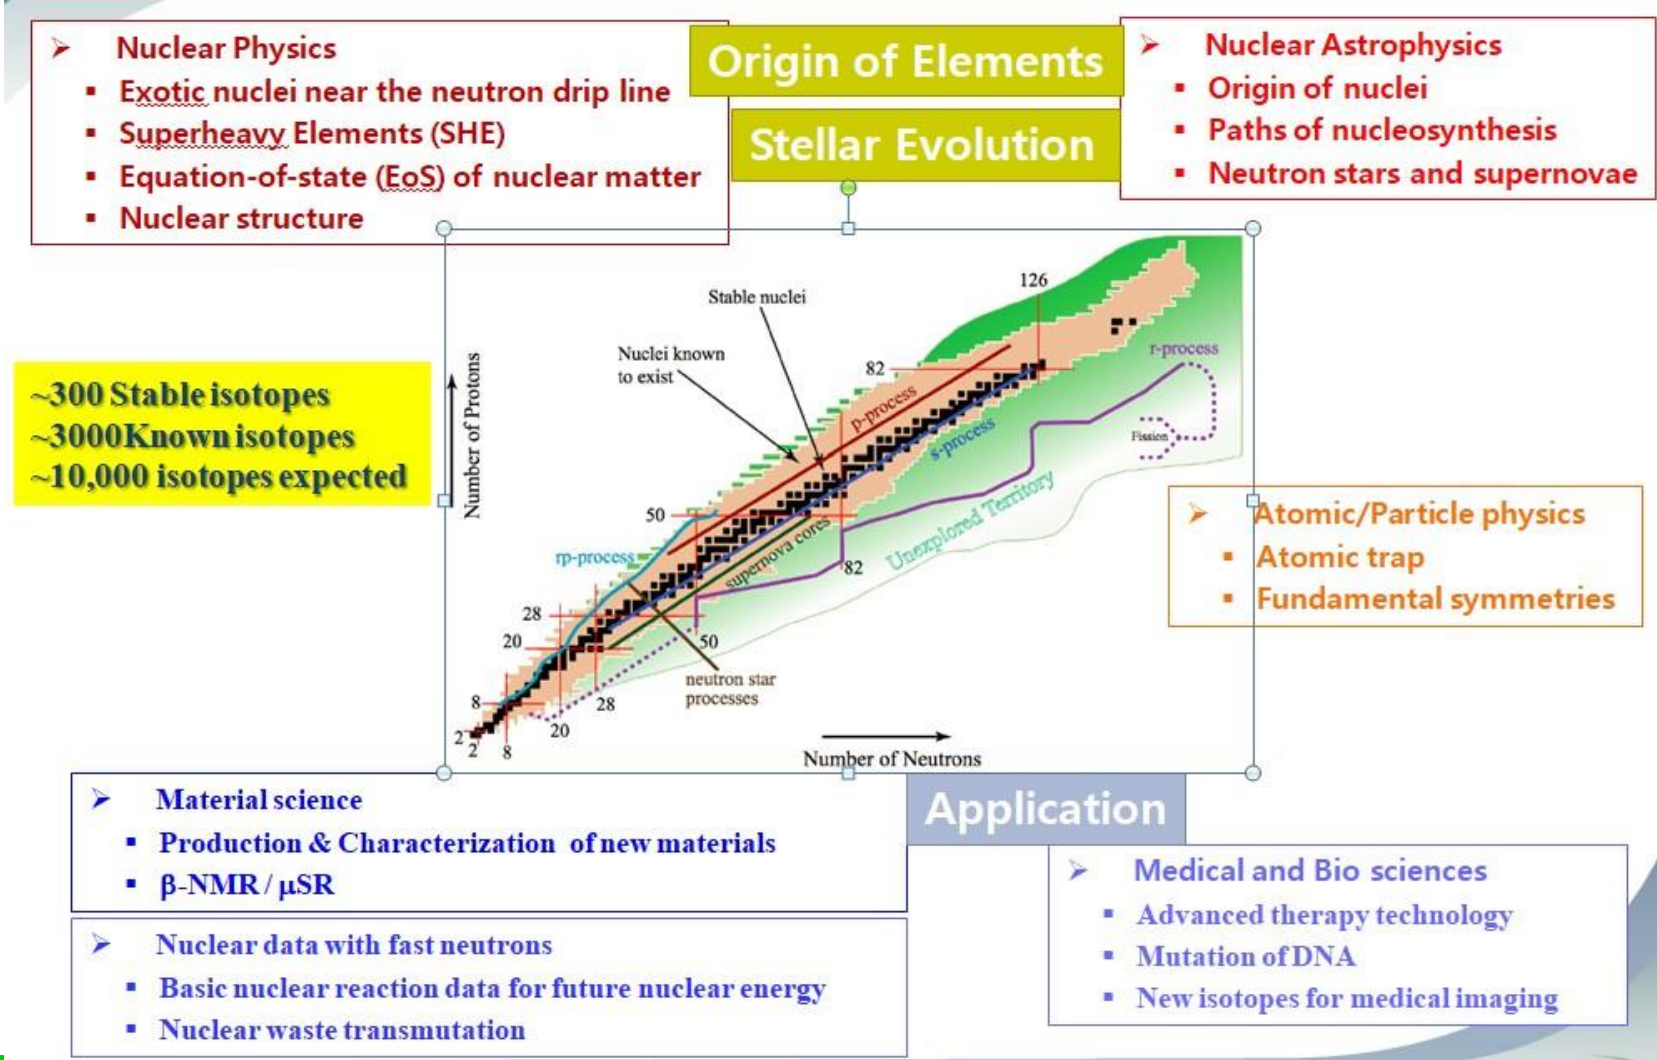 ➢ Nuclear Physics
▪ Exotic nuclei near the neutron drip line
▪ Superheavy Elements (SHE)
▪ Equation-of-state (EoS) of nuclear matter
▪ Nuclear structure
Origin of Elements
Stellar Evolution
➢ Nuclear Astrophysics
▪ Origin of nuclei
▪ Paths of nucleosynthesis
▪ Neutron stars and supernovae
~300 Stable isotopes
~3000Known isotopes
~10,000 isotopes expected
Number of Protons
Stable nuclei
Nuclei known
to exist
126
82
r-process
p-process
s-process
Fission
50
rp-process
supernova cores
Unexplored Territory
82
28
20
50
neutron star
processes
8
28
20
2
2
8
Number of Neutrons
➢ Atomic/Particle physics
▪ Atomic trap
▪ Fundamental symmetries
➢ Material science
▪ Production & Characterization of new materials
▪ β-NMR / μSR
Application
➢ Nuclear data with fast neutrons
▪ Basic nuclear reaction data for future nuclear energy
▪ Nuclear waste transmutation
➢ Medical and Bio sciences
▪ Advanced therapy technology
▪ Mutation of DNA
▪ New isotopes for medical imaging